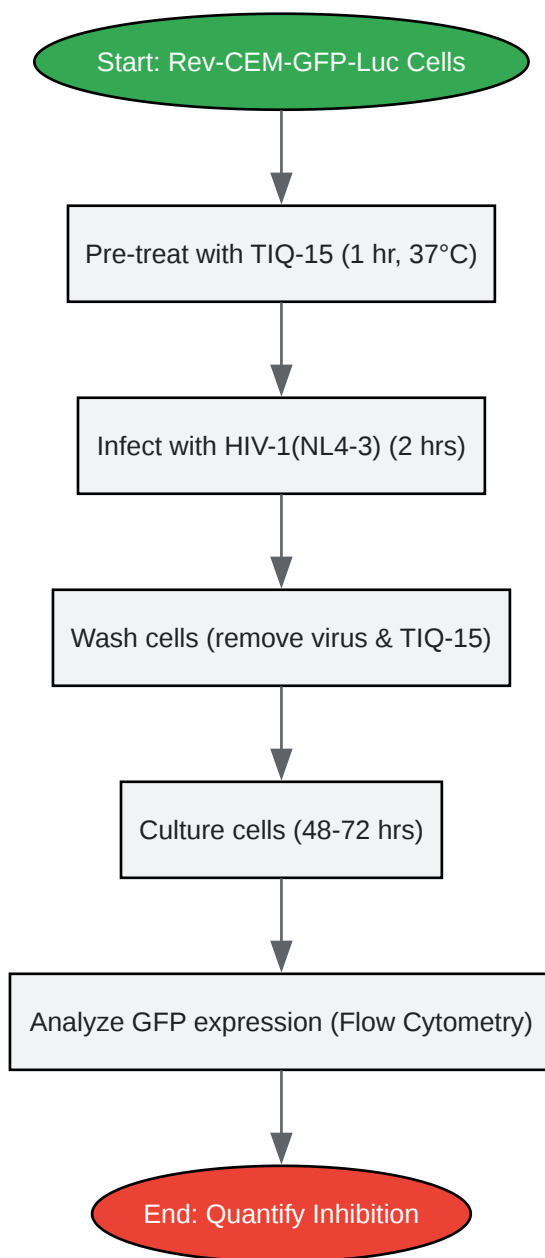 Start: Rev-CEM-GFP-Luc Cells
Pre-treat with TIQ-15 (1 hr, 37°C)
Infect with HIV-1(NL4-3) (2 hrs)
Wash cells (remove virus & TIQ-15)
Culture cells (48-72 hrs)
Analyze GFP expression (Flow Cytometry)
End: Quantify Inhibition